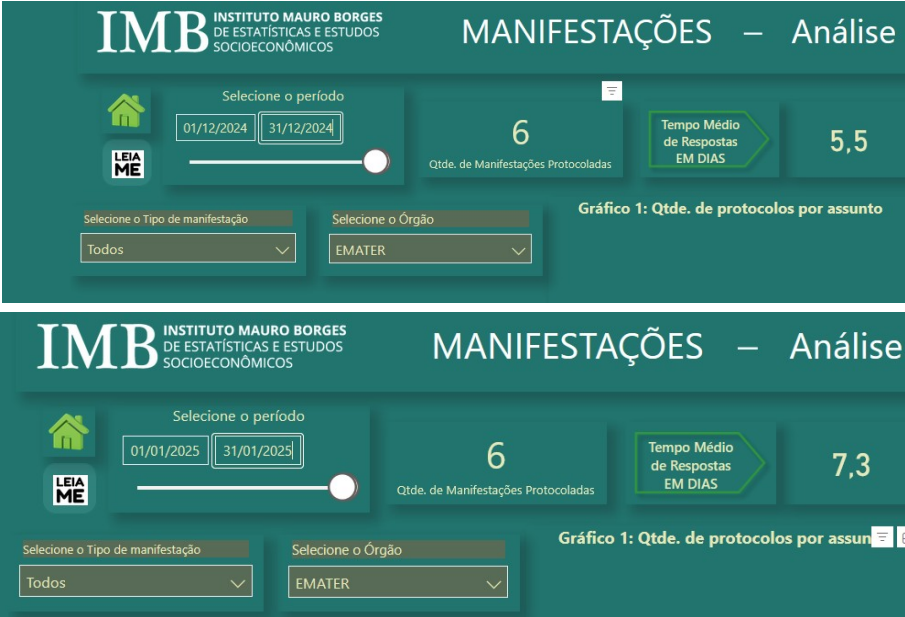 IMB INSTITUTO MAURO BORGES
DE ESTATÍSTICAS E ESTUDOS
SOCIOECONÔMICOS
MANIFESTAÇÕES – Análise
Selecione o período
01/12/2024 31/12/2024
LEIA
ME
6
Qtde. de Manifestações Protocoladas
Tempo Médio
de Respostas
EM DIAS
5,5
Selecione o Tipo de manifestação
Todos
Selecione o Órgão
EMATER
Gráfico 1: Qtde. de protocolos por assunto
IMB INSTITUTO MAURO BORGES
DE ESTATÍSTICAS E ESTUDOS
SOCIOECONÔMICOS
MANIFESTAÇÕES – Análise
Selecione o período
01/01/2025 31/01/2025
LEIA
ME
6
Qtde. de Manifestações Protocoladas
Tempo Médio
de Respostas
EM DIAS
7,3
Selecione o Tipo de manifestação
Todos
Selecione o Órgão
EMATER
Gráfico 1: Qtde. de protocolos por assun